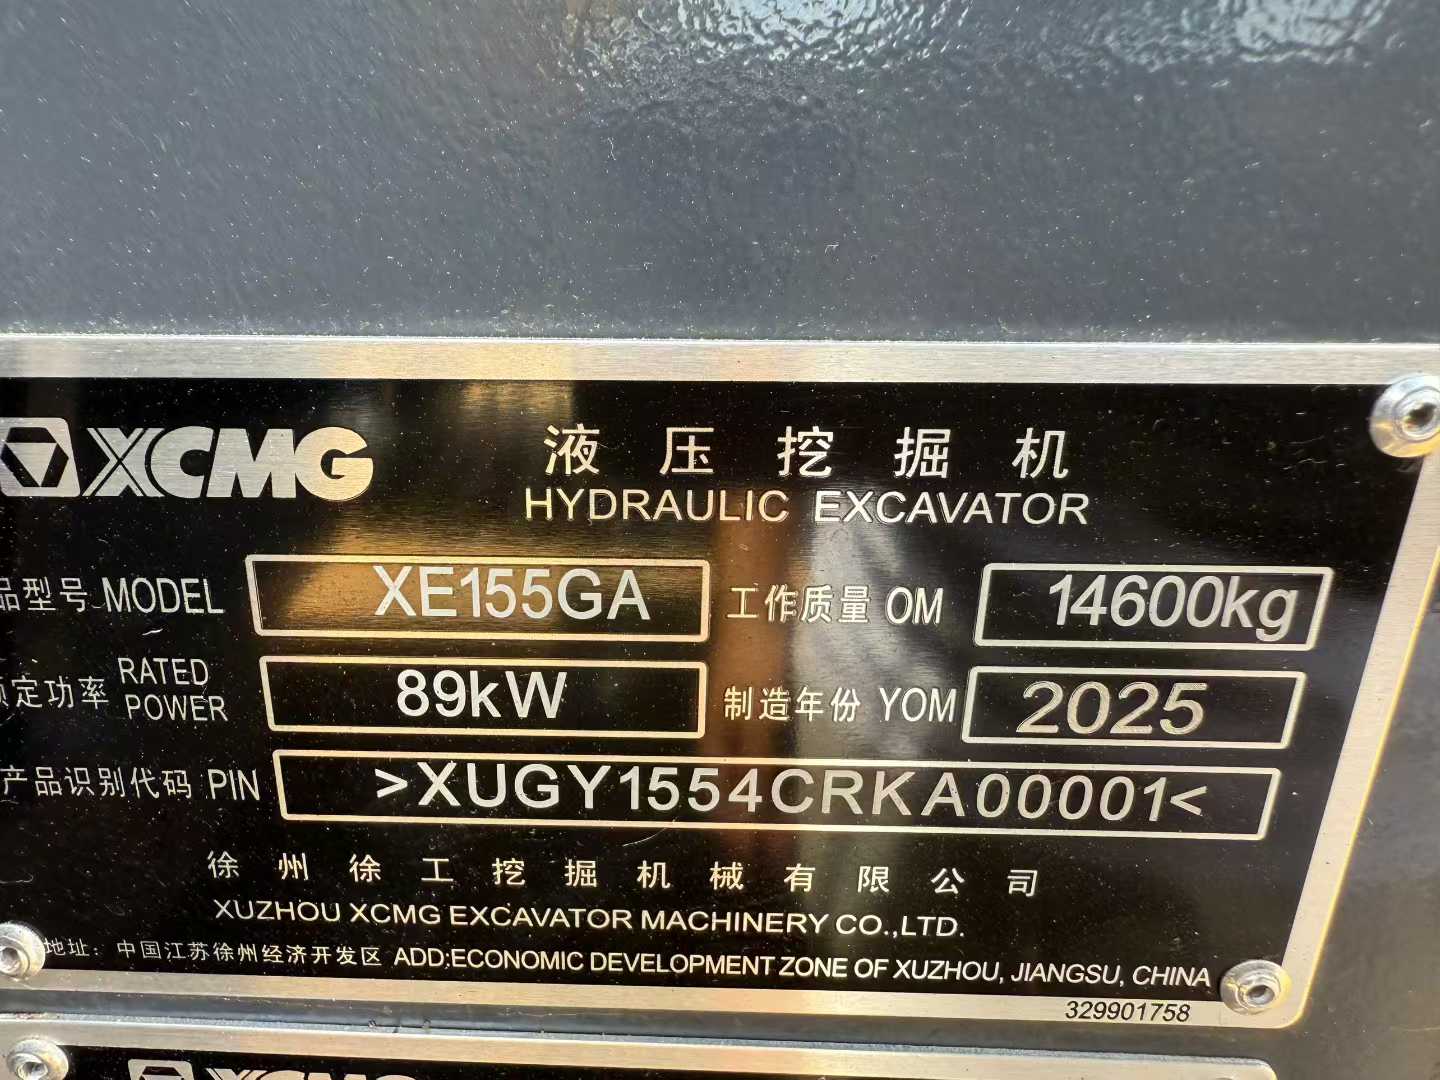 XCMG
液压挖掘机
HYDRAULIC EXCAVATOR
品型号 MODEL XE155GA 工作质量 OM 14600kg
定功率 RATED POWER 89kW 制造年份 YOM 2025
产品识别代码 PIN >XUGY1554CRKA00001<
徐州徐工挖掘机械有限公司
XUZHOU XCMG EXCAVATOR MACHINERY CO.,LTD.
地址：中国江苏徐州经济开发区 ADD:ECONOMIC DEVELOPMENT ZONE OF XUZHOU, JIANGSU, CHINA
329901758
XCMG